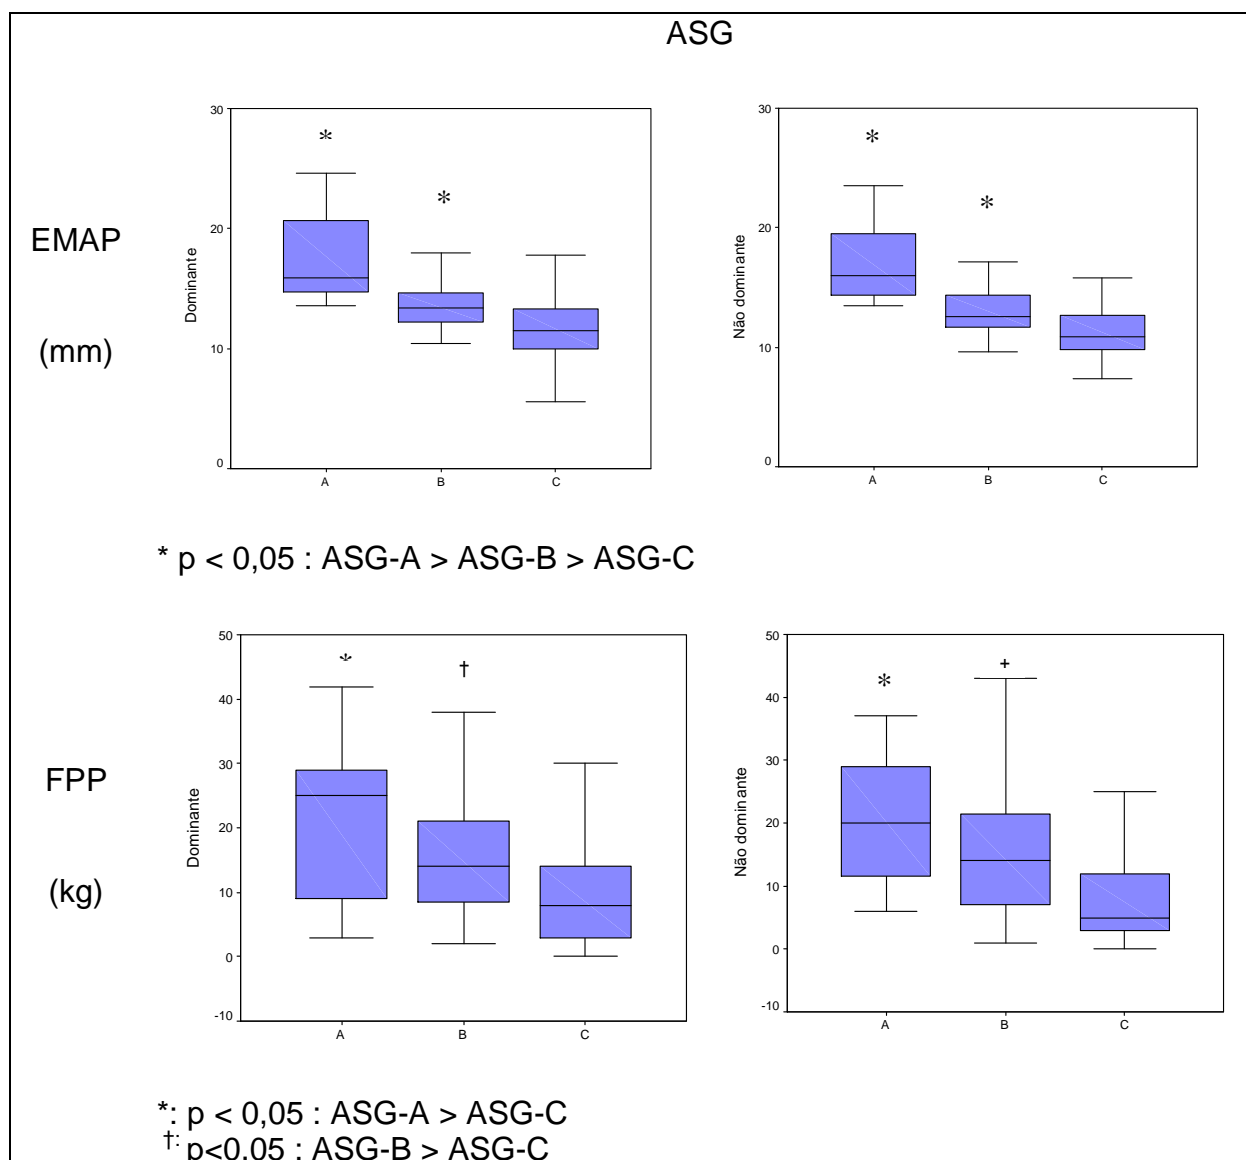 ASG
EMAP
(mm)
Dominante
30
20
10
0
*
*
A B C
Não dominante
30
20
10
0
*
*
A B C
* p < 0,05 : ASG-A > ASG-B > ASG-C
FPP
(kg)
Dominante
50
40
30
20
10
0
-10
*
†
A B C
Não dominante
50
40
30
20
10
0
-10
*
†
A B C
*: p < 0,05 : ASG-A > ASG-C
†: p<0,05 : ASG-B > ASG-C